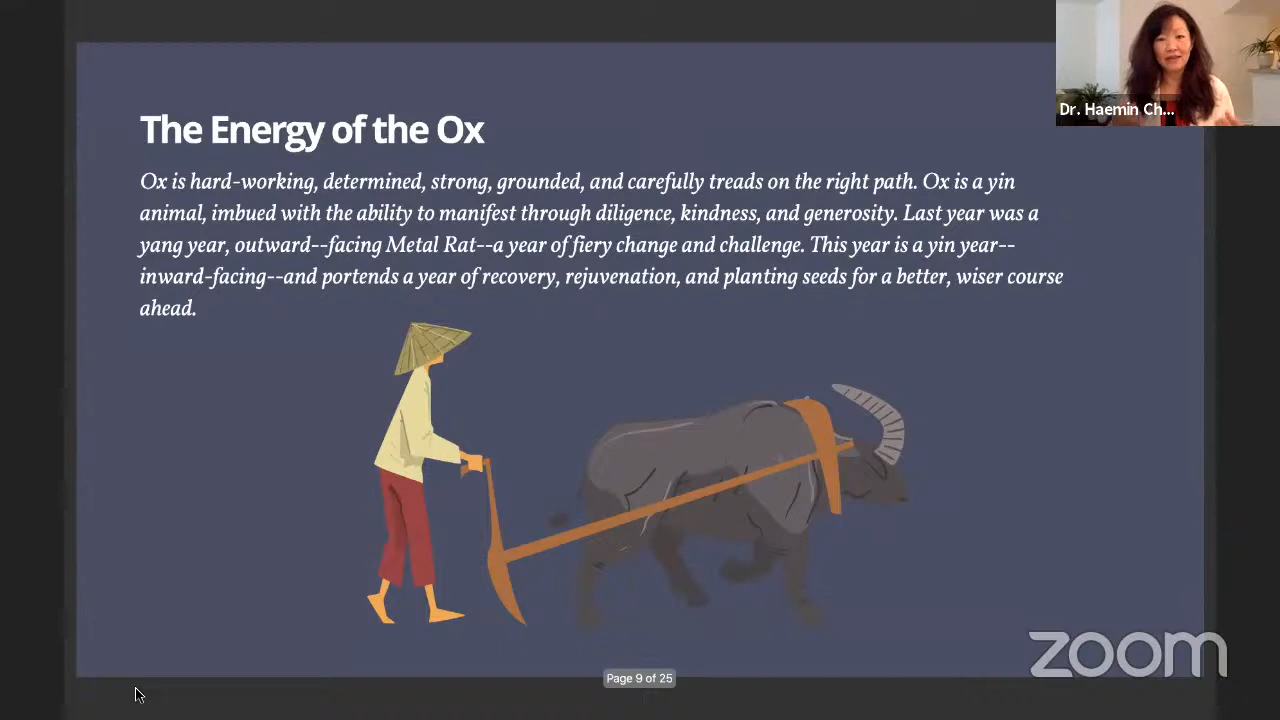 The Energy of the Ox
Ox is hard-working, determined, strong, grounded, and carefully treads on the right path. Ox is a yin
animal, imbued with the ability to manifest through diligence, kindness, and generosity. Last year was a
yang year, outward--facing Metal Rat--a year of fiery change and challenge. This year is a yin year--
inward-facing--and portends a year of recovery, rejuvenation, and planting seeds for a better, wiser course
ahead.
Dr. Haemin Ch...
zoom
Page 9 of 25